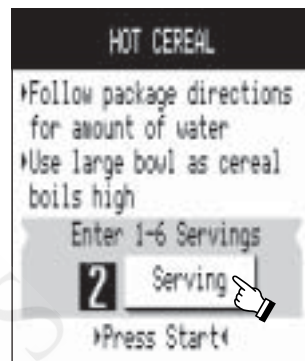 HOT CEREAL
▸Follow package directions
for amount of water
▸Use large bowl as cereal
boils high
Enter 1-6 Servings
2 Serving
▸Press Start◂